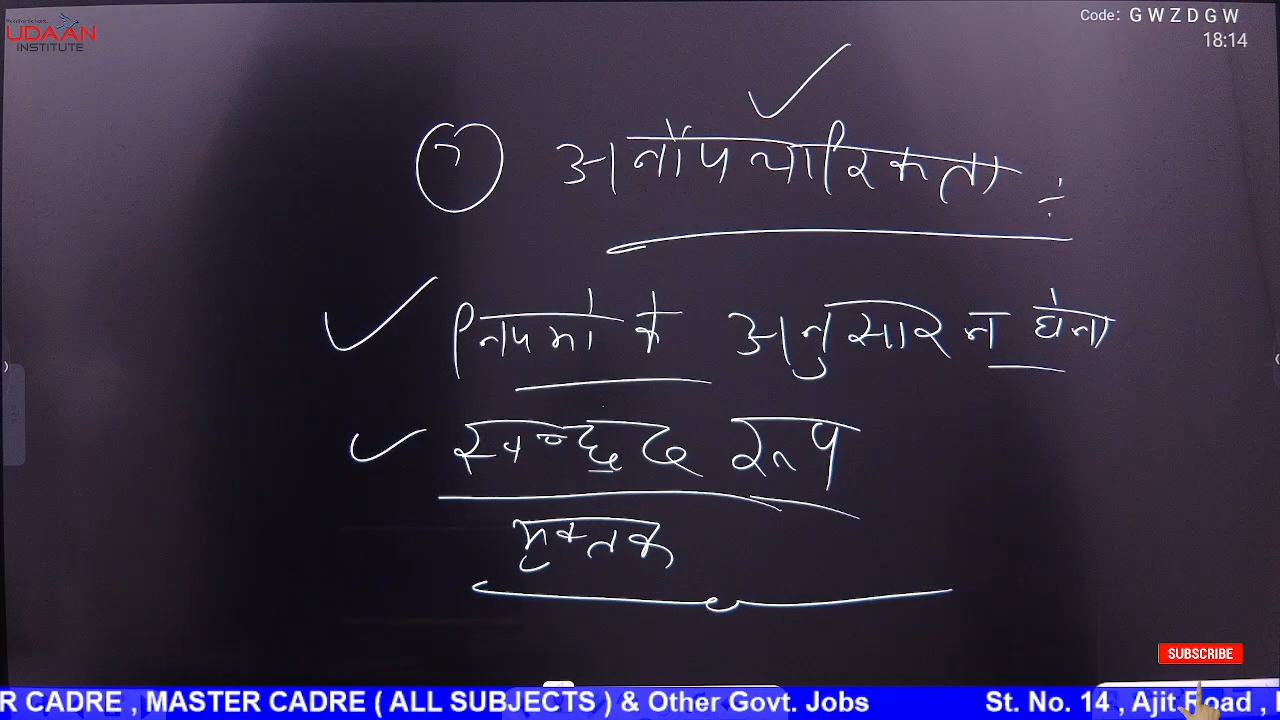 UDAAN
INSTITUTE
Code: G W Z D G W
18:14
अनौपचारिकता :
नियमों के अनुसार न
स्वच्छंद रूप
मुक्तक
SUBSCRIBE
R CADRE , MASTER CADRE ( ALL SUBJECTS ) & Other Govt. Jobs St. No. 14 , Ajit Road ,